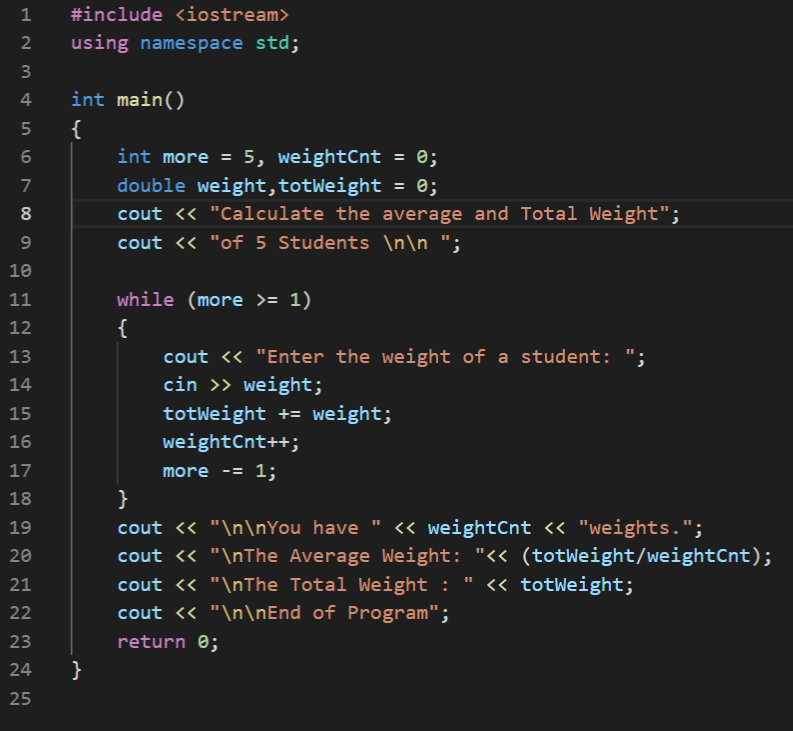 1 #include <iostream>
2 using namespace std;
3
4 int main()
5 {
6 int more = 5, weightCnt = 0;
7 double weight,totWeight = 0;
8 cout << "Calculate the average and Total Weight";
9 cout << "of 5 Students \n\n ";
10
11 while (more >= 1)
12 {
13 cout << "Enter the weight of a student: ";
14 cin >> weight;
15 totWeight += weight;
16 weightCnt++;
17 more -= 1;
18 }
19 cout << "\n\nYou have " << weightCnt << "weights.";
20 cout << "\nThe Average Weight: "<< (totWeight/weightCnt);
21 cout << "\nThe Total Weight : " << totWeight;
22 cout << "\n\nEnd of Program";
23 return 0;
24 }
25